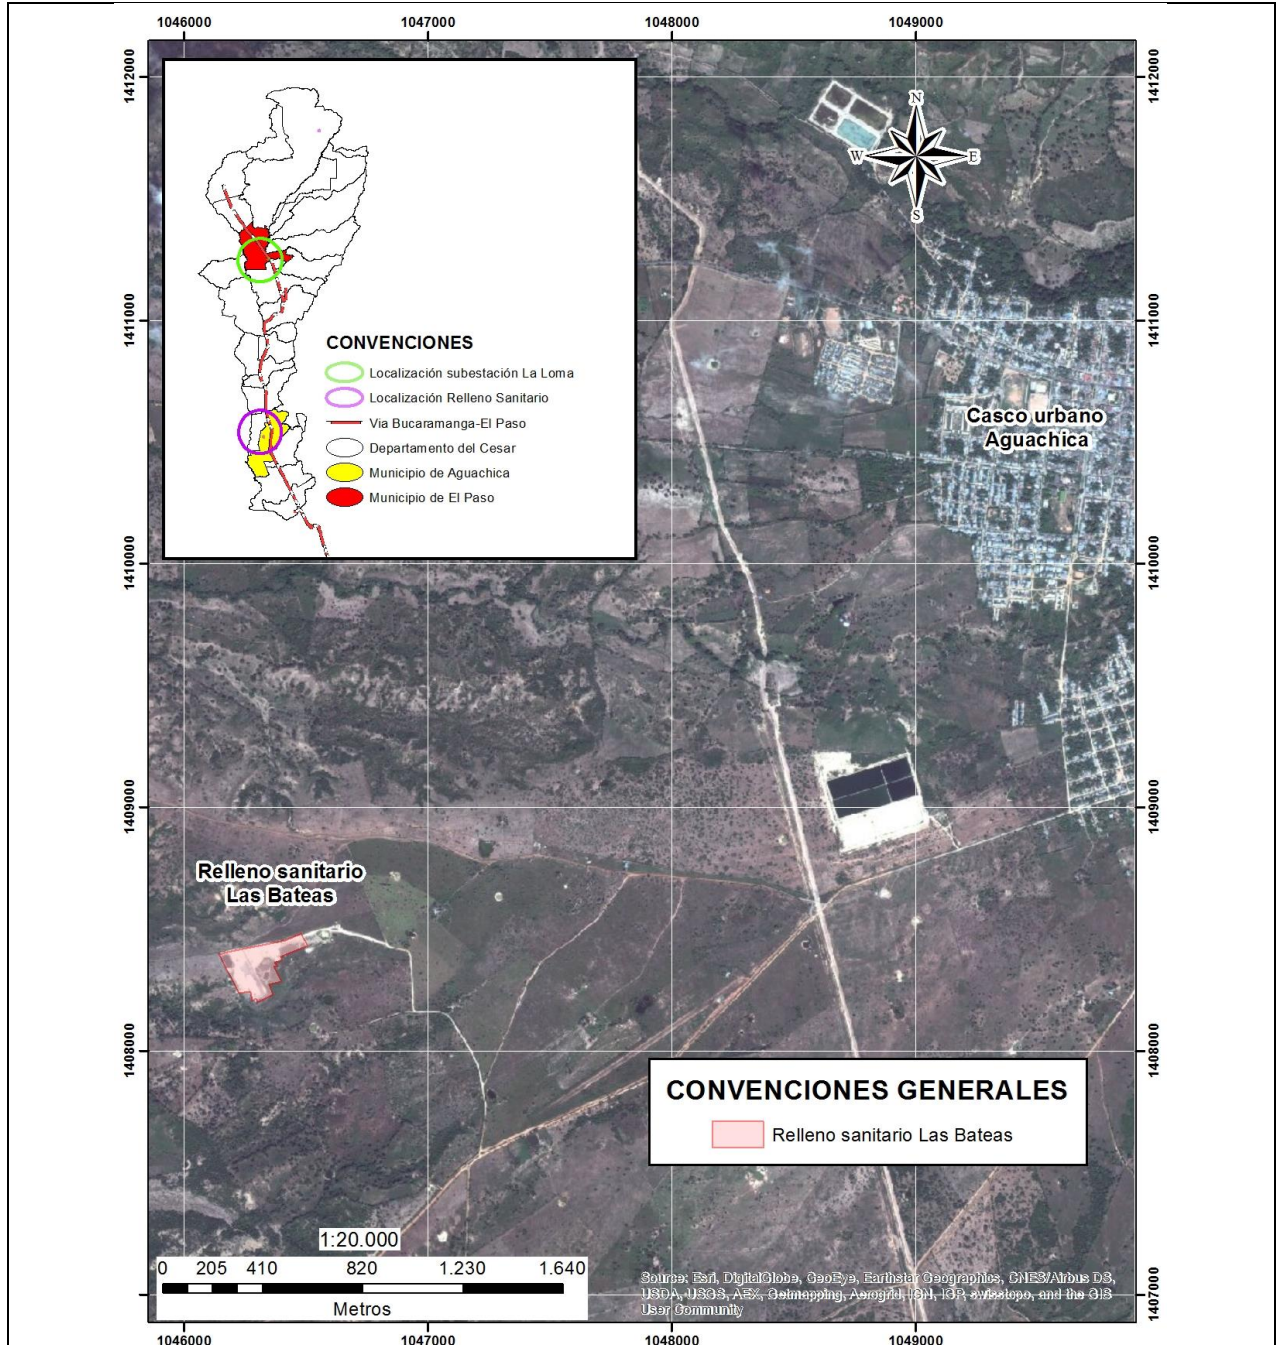 1046000 1047000 1048000 1049000
1412000
1412000
N
W E
S
1411000
1411000
CONVENCIONES
Localización subestación La Loma
Localización Relleno Sanitario
Via Bucaramanga-El Paso
Departamento del Cesar
Municipio de Aguachica
Municipio de El Paso
Casco urbano
Aguachica
1410000
1410000
1409000
1409000
Relleno sanitario
Las Bateas
1408000
1408000
CONVENCIONES GENERALES
Relleno sanitario Las Bateas
1:20.000
0 205 410 820 1.230 1.640
Metros
Source: Esri, DigitalGlobe, GeoEye, Earthstar Geographics, CNES/Airbus DS,
USDA, USGS, AEX, Getmapping, Aerogrid, IGN, IGP, swisstopo, and the GIS
User Community
1407000
1407000
1046000 1047000 1048000 1049000